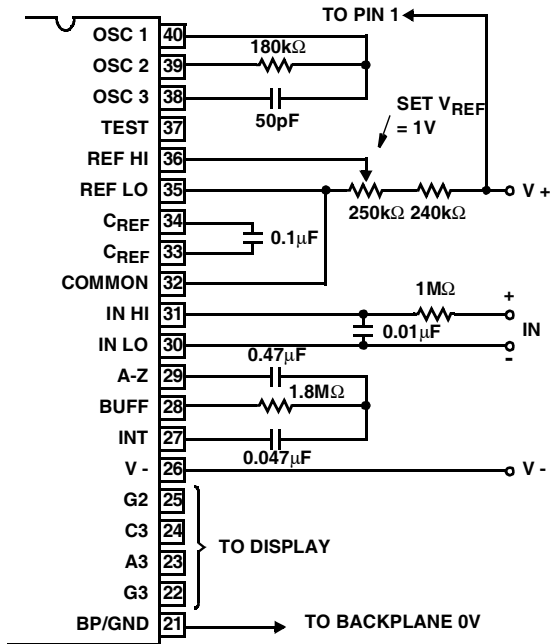 TO PIN 1
OSC 1 40
180kΩ
OSC 2 39
OSC 3 38
50pF
TEST 37
SET VREF
= 1V
REF HI 36
REF LO 35
V +
250kΩ 240kΩ
CREF 34
0.1µF
CREF 33
COMMON 32
1MΩ
IN HI 31
+
0.01µF
IN
IN LO 30
-
0.47µF
A-Z 29
1.8MΩ
BUFF 28
INT 27
0.047µF
V - 26
V -
G2 25
C3 24
TO DISPLAY
A3 23
G3 22
BP/GND 21
TO BACKPLANE 0V